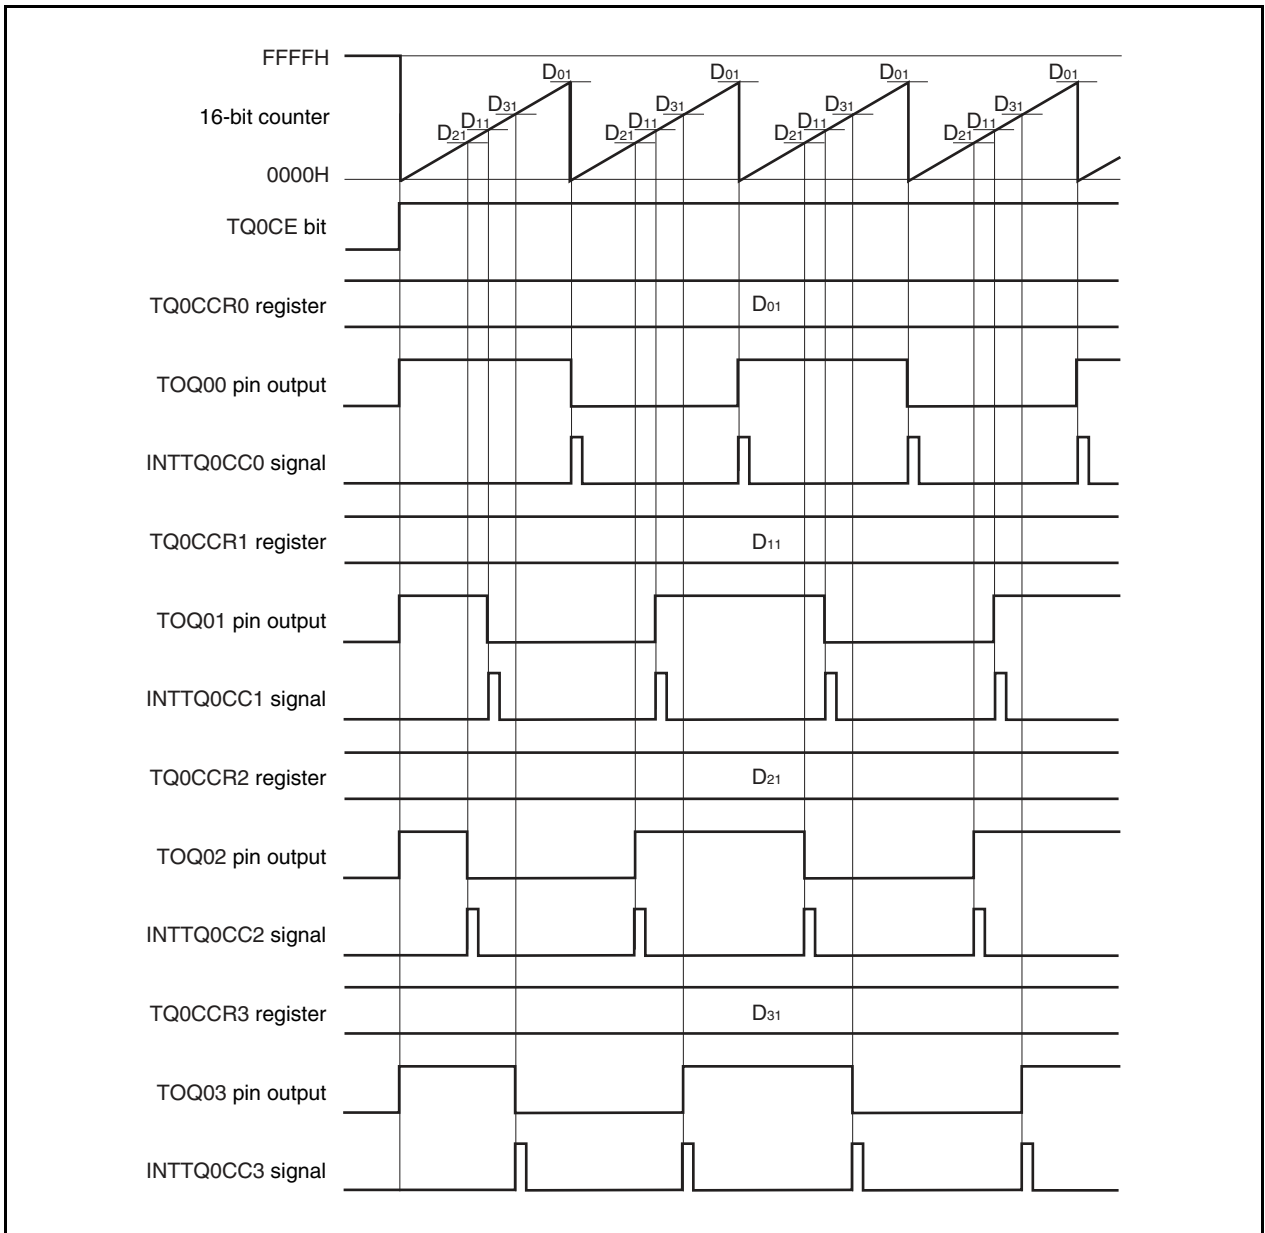 FFFFH
D01 D01 D01 D01
D31 D31 D31 D31
16-bit counter
D11 D11 D11 D11
D21 D21 D21 D21
0000H
TQ0CE bit
TQ0CCR0 register
D01
TOQ00 pin output
INTTQ0CC0 signal
TQ0CCR1 register
D11
TOQ01 pin output
INTTQ0CC1 signal
TQ0CCR2 register
D21
TOQ02 pin output
INTTQ0CC2 signal
TQ0CCR3 register
D31
TOQ03 pin output
INTTQ0CC3 signal